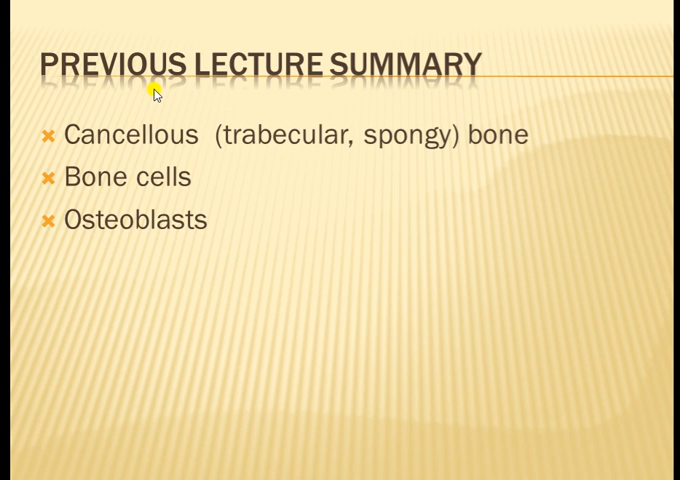 PREVIOUS LECTURE SUMMARY
Cancellous (trabecular, spongy) bone
Bone cells
Osteoblasts